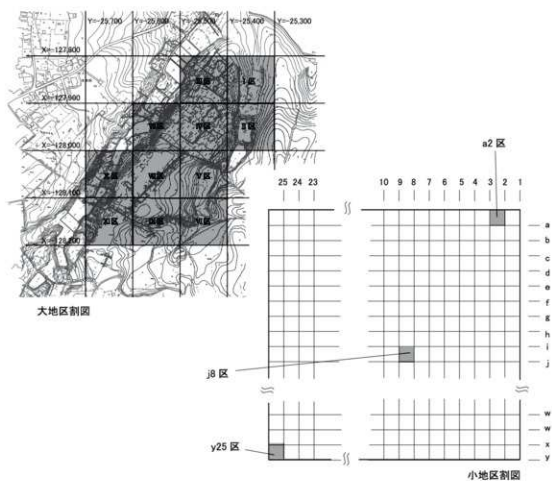 Y=-25,700 Y=-25,600 Y=-25,500 Y=-25,400 Y=-25,300
X=-127,800
X=-127,900
X=-128,000
X=-128,100
X=-128,200
Ⅰ区
Ⅱ区
Ⅳ区
Ⅴ区
大地区割図
a2 区
25 24 23 10 9 8 7 6 5 4 3 2 1
a
b
c
d
e
f
g
h
i
j
j8 区
w
w
x
y
y25 区
小地区割図